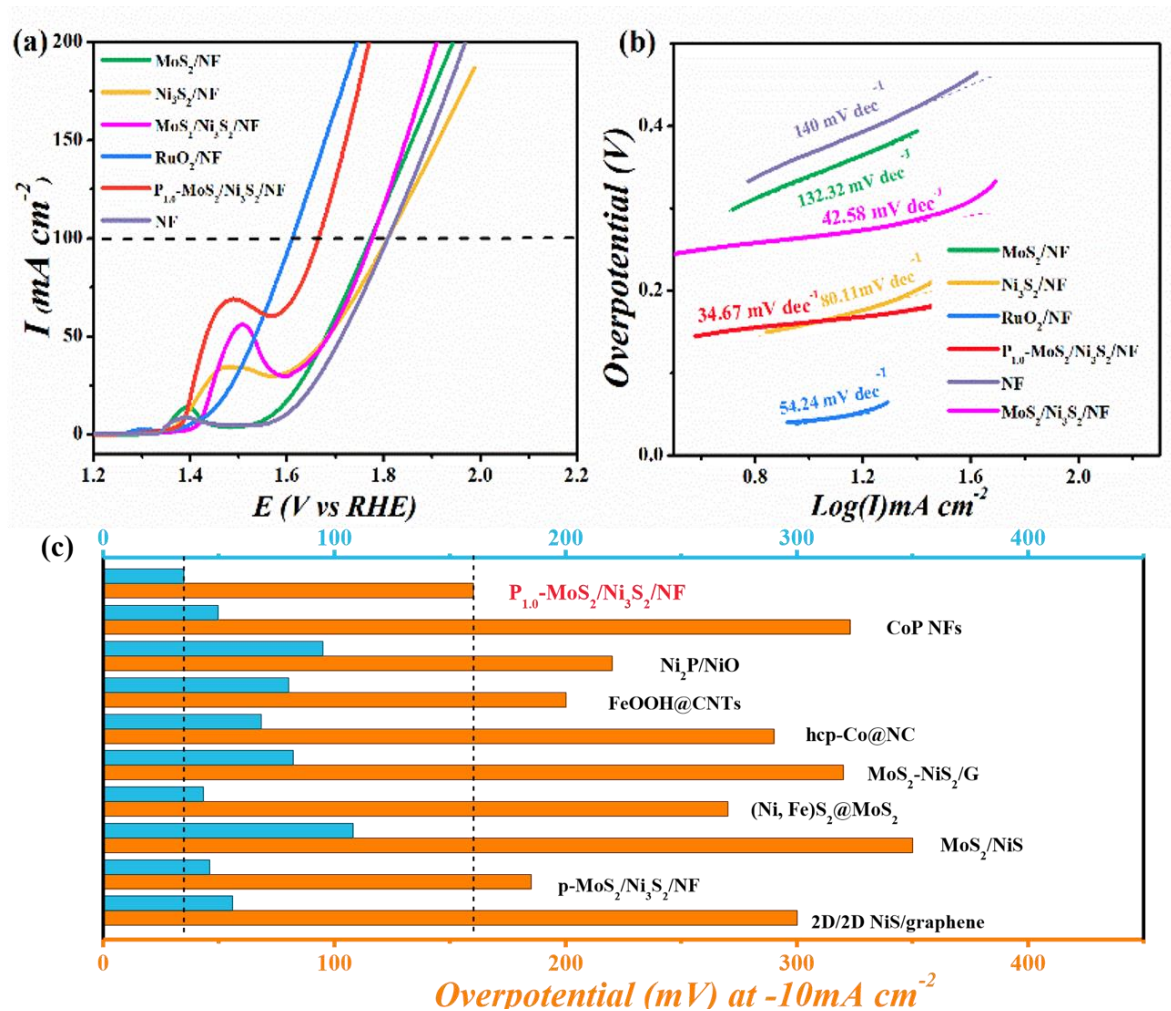 (a)
200
150
100
50
0
I (mA cm-2
MoS2/NF
Ni3S2/NF
MoS2/Ni3S2/NF
RuO2/NF
P1.0-MoS2/Ni3S2/NF
NF
1.2 1.4 1.6 1.8 2.0 2.2
E (V vs RHE)
(b)
Overpotential (V)
0.4
0.2
0.0
140 mV dec-1
132.32 mV dec-1
42.58 mV dec-1
80.11mV dec-1
34.67 mV dec-1
54.24 mV dec-1
MoS2/NF
Ni3S2/NF
RuO2/NF
P1.0-MoS2/Ni3S2/NF
NF
MoS2/Ni3S2/NF
0.8 1.2 1.6 2.0
Log(I)mA cm-2
(c)
0 100 200 300 400
P1.0-MoS2/Ni3S2/NF
CoP NFs
Ni2P/NiO
FeOOH@CNTs
hcp-Co@NC
MoS2-NiS2/G
(Ni, Fe)S2@MoS2
MoS2/NiS
p-MoS2/Ni3S2/NF
2D/2D NiS/graphene
0 100 200 300 400
Overpotential (mV) at -10mA cm-2